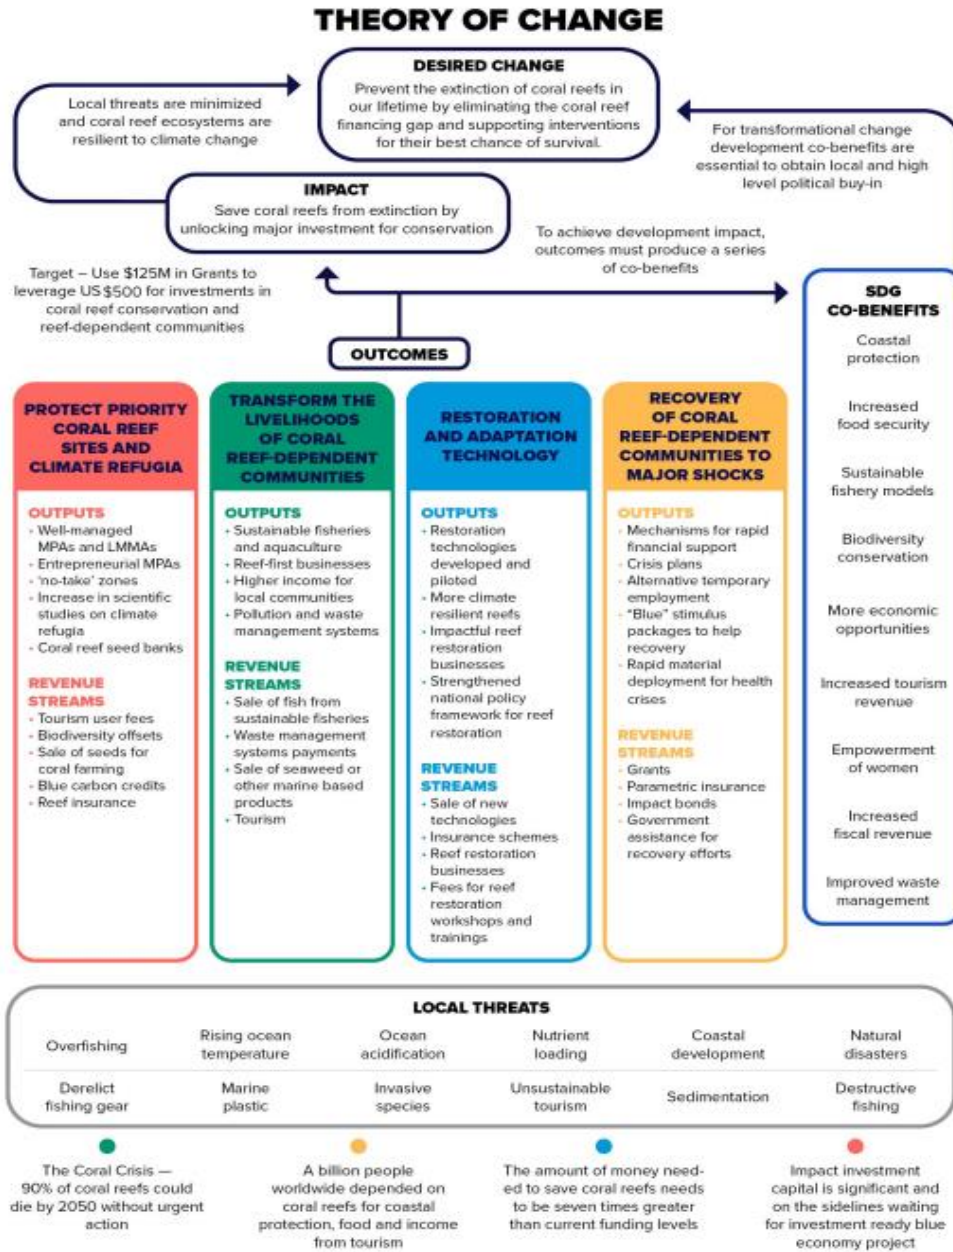 THEORY OF CHANGE
DESIRED CHANGE
Prevent the extinction of coral reefs in
our lifetime by eliminating the coral reef
financing gap and supporting interventions
for their best chance of survival.
Local threats are minimized
and coral reef ecosystems are
resilient to climate change
For transformational change
development co-benefits are
essential to obtain local and high
level political buy-in
IMPACT
Save coral reefs from extinction by
unlocking major investment for conservation
To achieve development impact,
outcomes must produce a series
of co-benefits
Target – Use $125M in Grants to
leverage US $500 for investments in
coral reef conservation and
reef-dependent communities
OUTCOMES
PROTECT PRIORITY
CORAL REEF
SITES AND
CLIMATE REFUGIA
OUTPUTS
- Well-managed
MPAs and LMMAs
- Entrepreneurial MPAs
- 'no-take' zones
- Increase in scientific
studies on climate
refugia
- Coral reef seed banks
REVENUE
STREAMS
- Tourism user fees
- Biodiversity offsets
- Sale of seeds for
coral farming
- Blue carbon credits
- Reef insurance
TRANSFORM THE
LIVELIHOODS
OF CORAL
REEF-DEPENDENT
COMMUNITIES
OUTPUTS
+ Sustainable fisheries
and aquaculture
+ Reef-first businesses
+ Higher income for
local communities
+ Pollution and waste
management systems
REVENUE
STREAMS
+ Sale of fish from
sustainable fisheries
+ Waste management
systems payments
+ Sale of seaweed or
other marine based
products
+ Tourism
RESTORATION
AND ADAPTATION
TECHNOLOGY
OUTPUTS
+ Restoration
technologies
developed and
piloted
+ More climate
resilient reefs
+ Impactful reef
restoration
businesses
+ Strengthened
national policy
framework for reef
restoration
REVENUE
STREAMS
+ Sale of new
technologies
+ Insurance schemes
+ Reef restoration
businesses
+ Fees for reef
restoration
workshops and
trainings
RECOVERY
OF CORAL
REEF-DEPENDENT
COMMUNITIES TO
MAJOR SHOCKS
OUTPUTS
- Mechanisms for rapid
financial support
- Crisis plans
- Alternative temporary
employment
- "Blue" stimulus
packages to help
recovery
- Rapid material
deployment for health
crises
REVENUE
STREAMS
- Grants
- Parametric insurance
- Impact bonds
- Government
assistance for
recovery efforts
SDG
CO-BENEFITS
Coastal
protection
Increased
food security
Sustainable
fishery models
Biodiversity
conservation
More economic
opportunities
Increased tourism
revenue
Empowerment
of women
Increased
fiscal revenue
Improved waste
management
LOCAL THREATS
Overfishing
Rising ocean
temperature
Ocean
acidification
Nutrient
loading
Coastal
development
Natural
disasters
Derelict
fishing gear
Marine
plastic
Invasive
species
Unsustainable
tourism
Sedimentation
Destructive
fishing
The Coral Crisis —
90% of coral reefs could
die by 2050 without urgent
action
A billion people
worldwide depended on
coral reefs for coastal
protection, food and income
from tourism
The amount of money need-
ed to save coral reefs needs
to be seven times greater
than current funding levels
Impact investment
capital is significant and
on the sidelines waiting
for investment ready blue
economy project